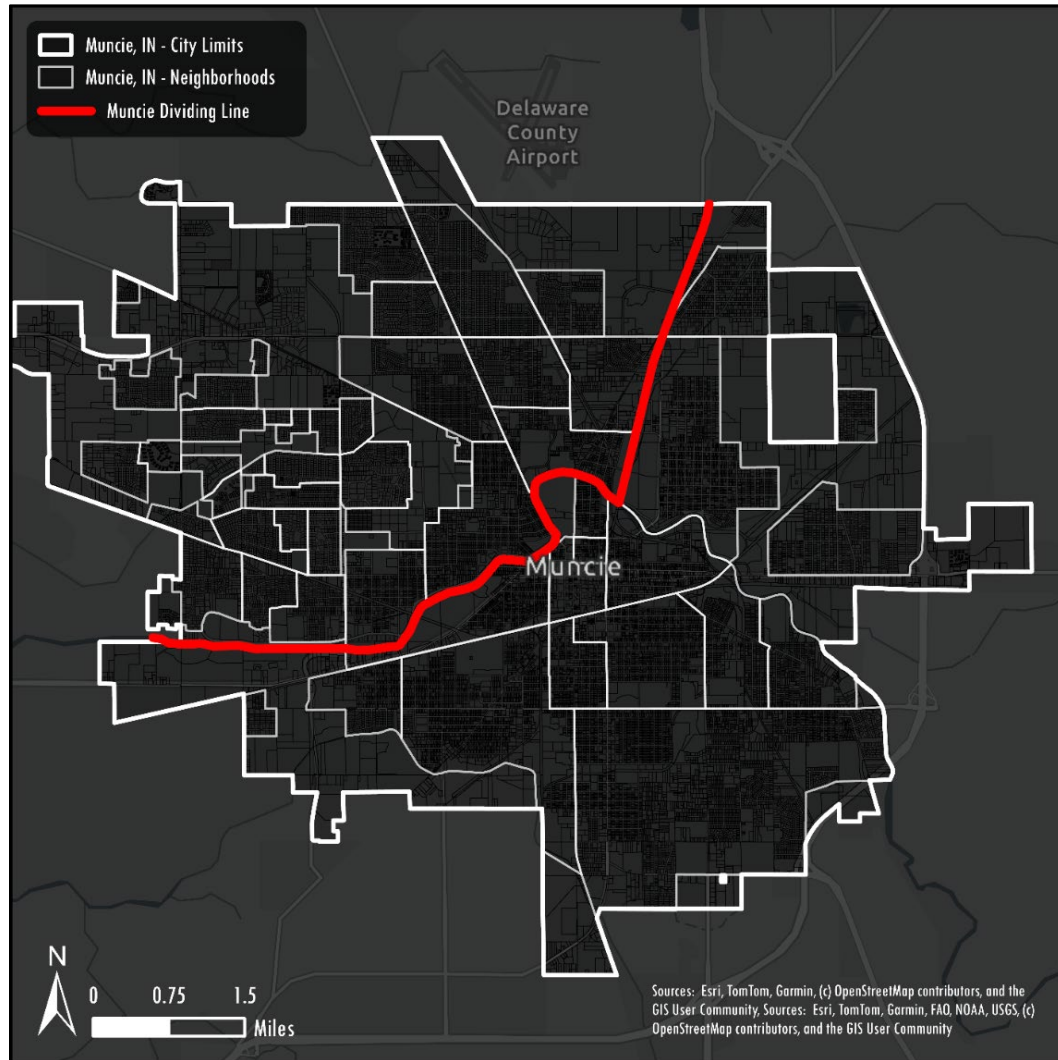 Muncie, IN - City Limits
Muncie, IN - Neighborhoods
Muncie Dividing Line
Delaware
County
Airport
Muncie
N
0 0.75 1.5
Miles
Sources: Esri, TomTom, Garmin, (c) OpenStreetMap contributors, and the
GIS User Community, Sources: Esri, TomTom, Garmin, FAO, NOAA, USGS, (c)
OpenStreetMap contributors, and the GIS User Community